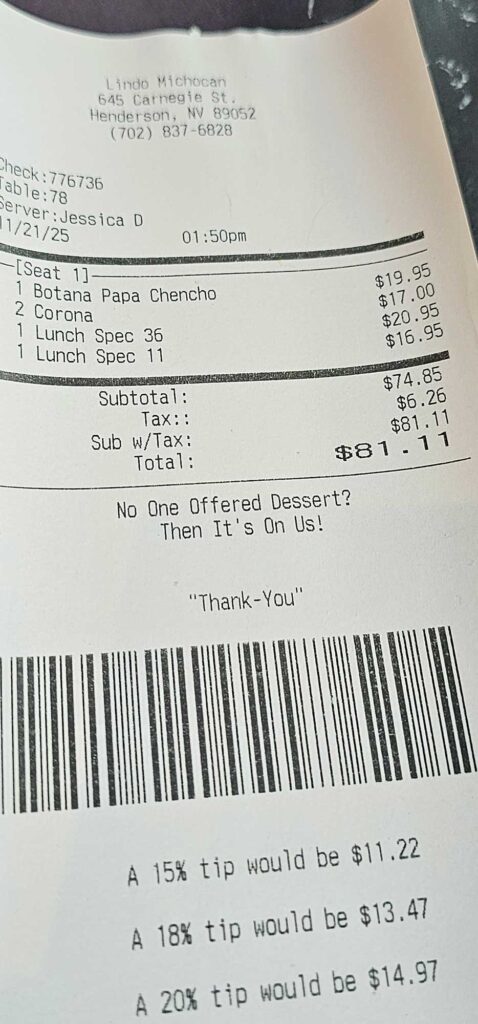 Lindo Michocan
645 Carnegie St.
Henderson, NV 89052
(702) 837-6828
Check:776736
Table:78
Server:Jessica D
11/21/25 01:50pm
[Seat 1]
1 Botana Papa Chencho $19.95
2 Corona $17.00
1 Lunch Spec 36 $20.95
1 Lunch Spec 11 $16.95
Subtotal: $74.85
Tax:: $6.26
Sub w/Tax: $81.11
Total: $81.11
No One Offered Dessert?
Then It's On Us!
"Thank-You"
A 15% tip would be $11.22
A 18% tip would be $13.47
A 20% tip would be $14.97